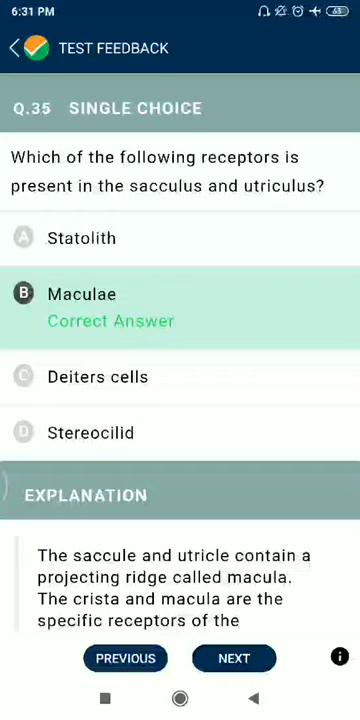 6:31 PM
63
TEST FEEDBACK
Q.35 SINGLE CHOICE
Which of the following receptors is
present in the sacculus and utriculus?
A Statolith
B Maculae
Correct Answer
C Deiters cells
D Stereocilid
EXPLANATION
The saccule and utricle contain a
projecting ridge called macula.
The crista and macula are the
specific receptors of the
PREVIOUS NEXT